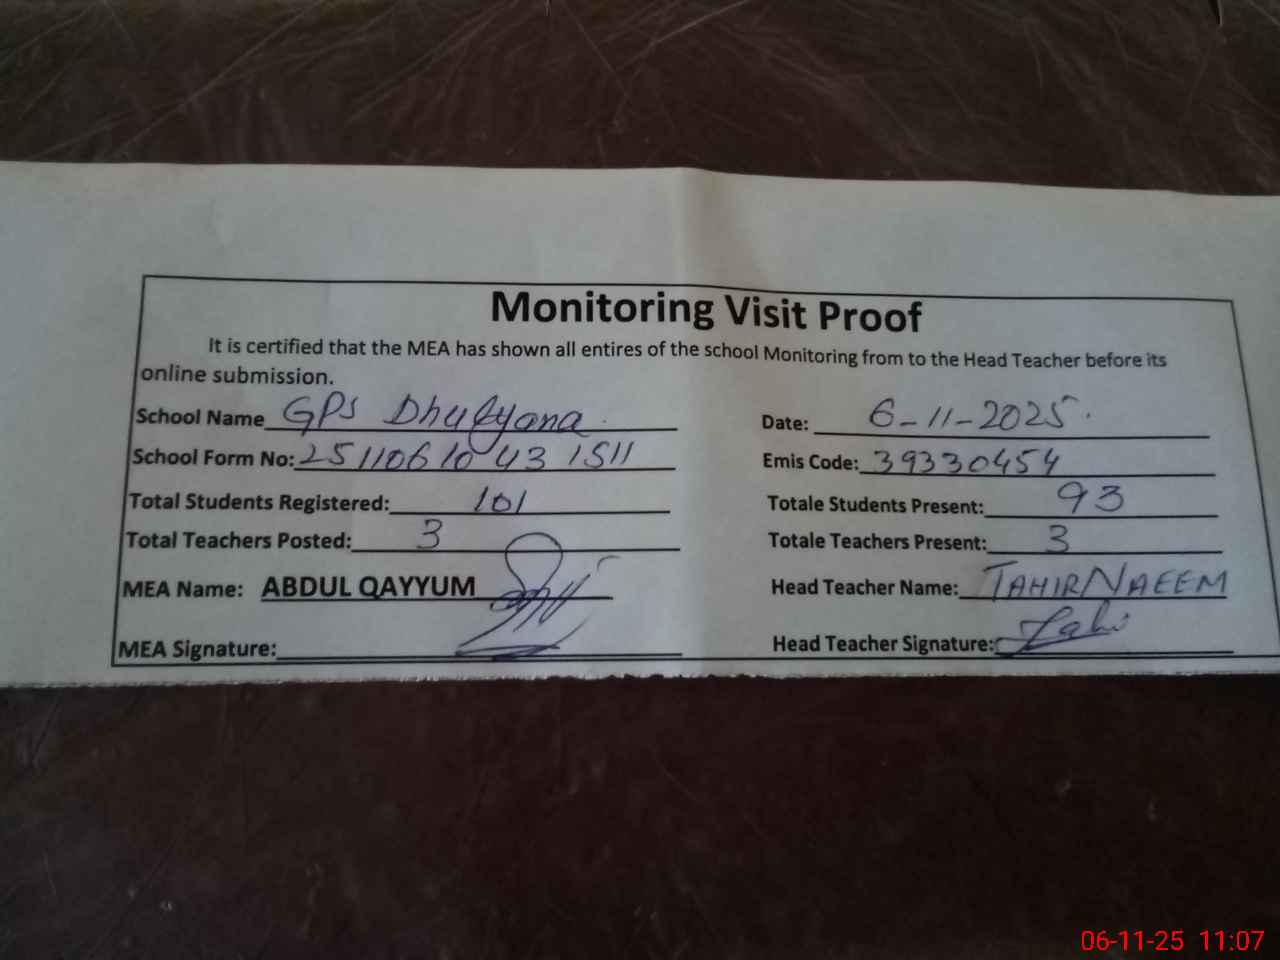 Monitoring Visit Proof
It is certified that the MEA has shown all entires of the school Monitoring from to the Head Teacher before its
online submission.
School Name GPS Dhulyana Date: 6-11-2025
School Form No: 25110610431511 Emis Code: 39330454
Total Students Registered: 101 Totale Students Present: 93
Total Teachers Posted: 3 Totale Teachers Present: 3
MEA Name: ABDUL QAYYUM Head Teacher Name: TAHIR NAEEM
MEA Signature: Head Teacher Signature:
06-11-25 11:07